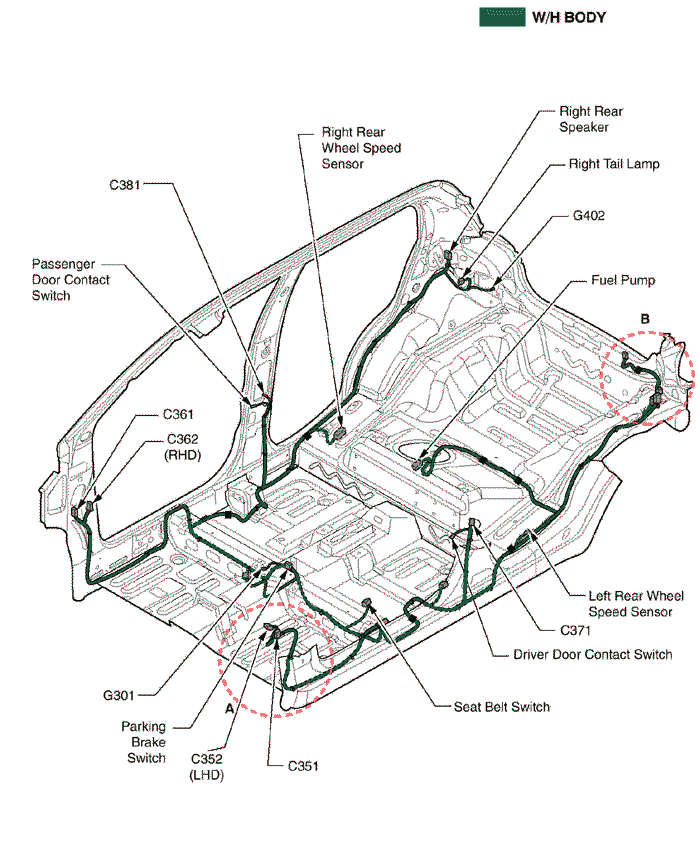 W/H BODY
Right Rear
Speaker
Right Rear
Wheel Speed
Sensor
Right Tail Lamp
C381
G402
Passenger
Door Contact
Switch
Fuel Pump
B
C361
C362
(RHD)
Left Rear Wheel
Speed Sensor
C371
Driver Door Contact Switch
G301
A
Seat Belt Switch
Parking
Brake
Switch
C352
(LHD)
C351